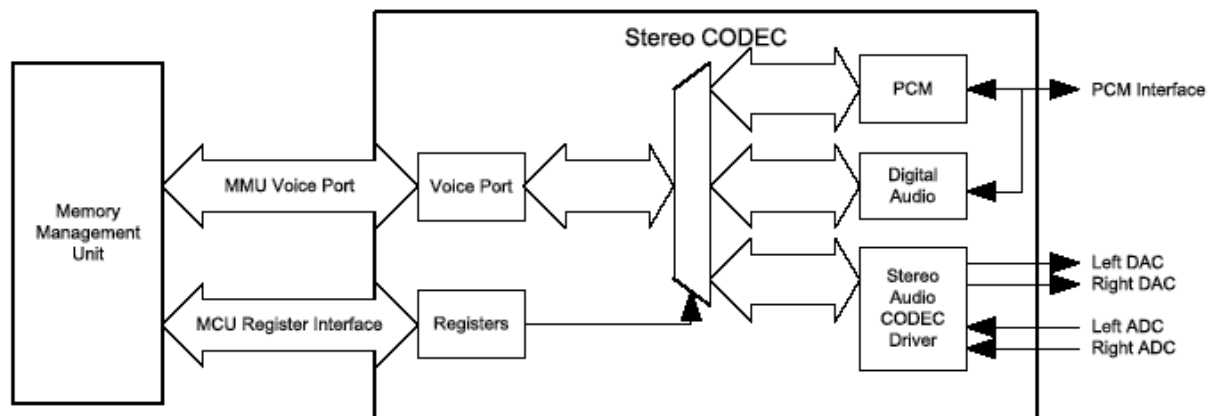 Stereo CODEC
Memory
Management
Unit
MMU Voice Port
MCU Register Interface
Voice Port
Registers
PCM
Digital
Audio
Stereo
Audio
CODEC
Driver
PCM Interface
Left DAC
Right DAC
Left ADC
Right ADC